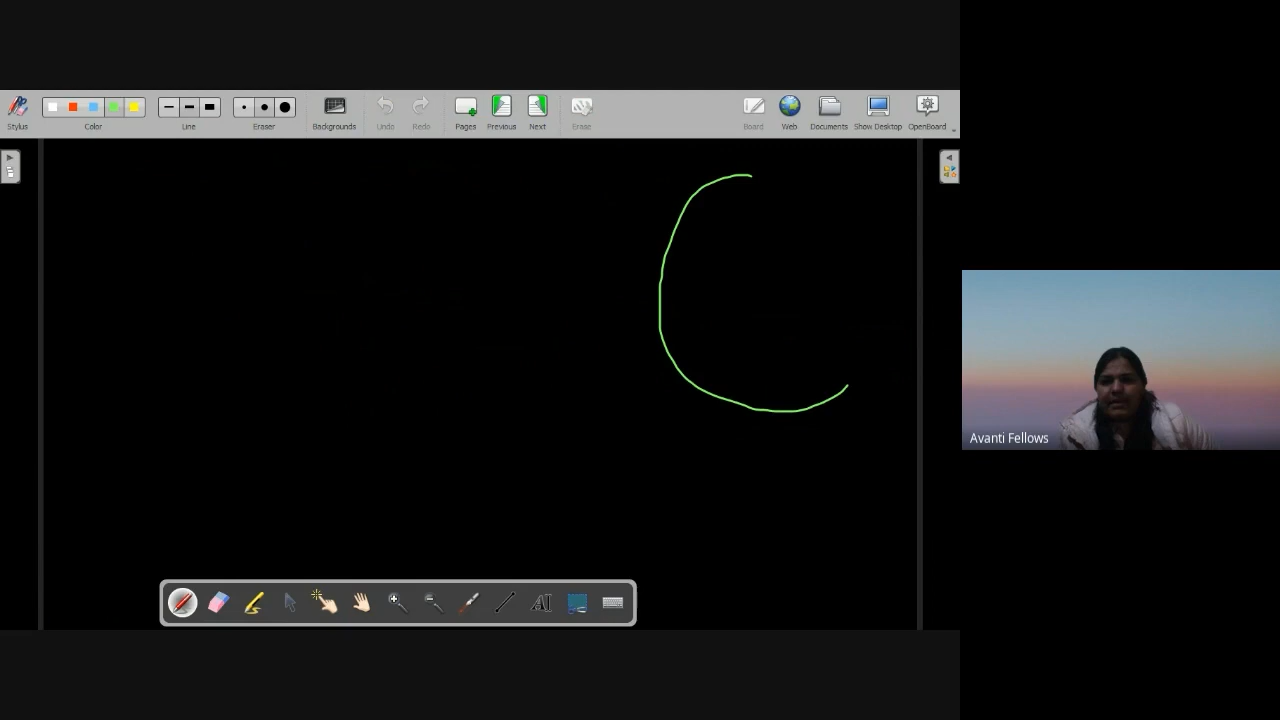 Stylus Color Line Eraser Backgrounds Undo Redo Pages Previous Next Erase Board Web Documents Show Desktop OpenBoard
AI
Avanti Fellows